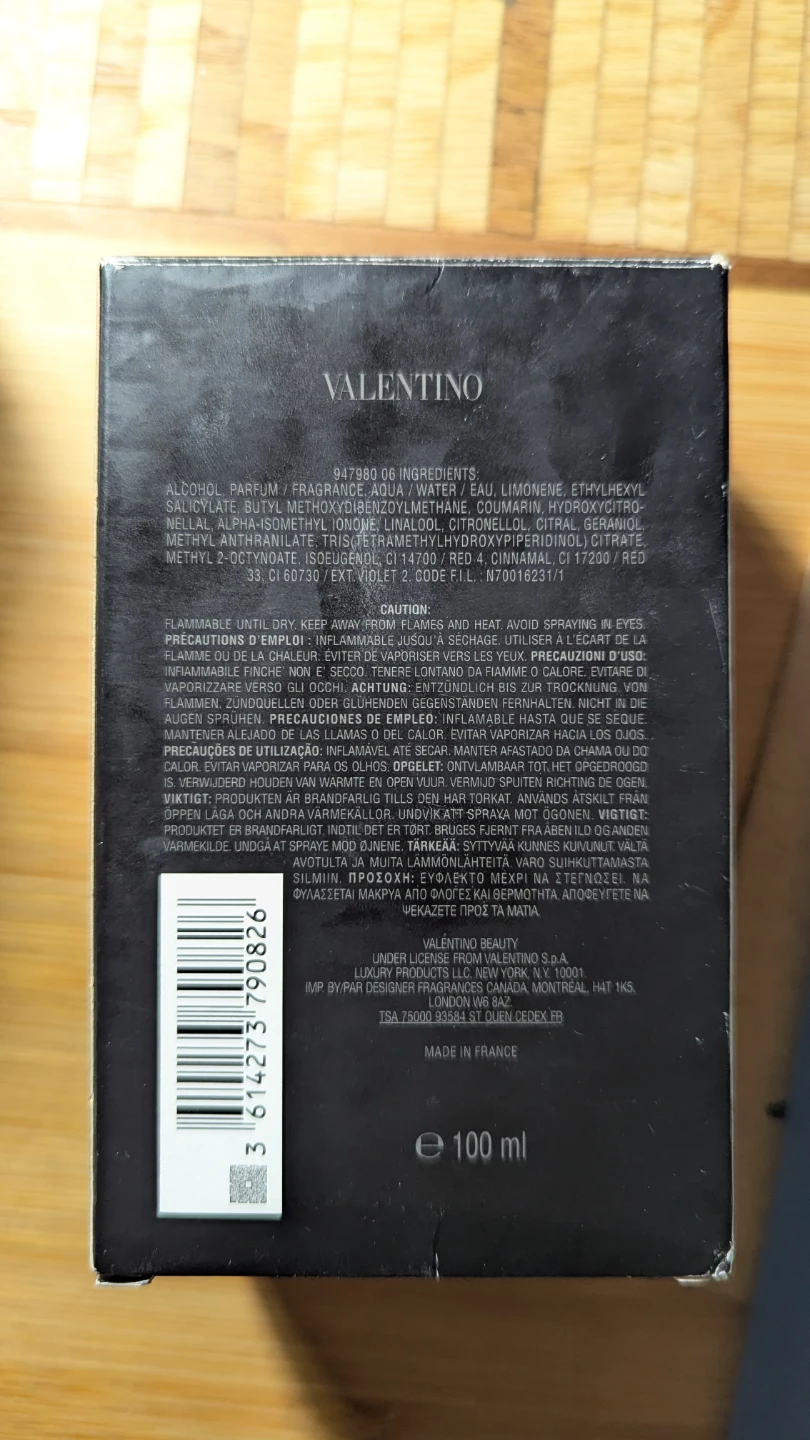 VALENTINO
947980 06 INGREDIENTS:
ALCOHOL, PARFUM / FRAGRANCE, AQUA / WATER / EAU, LIMONENE, ETHYLHEXYL
SALICYLATE, BUTYL METHOXYDIBENZOYLMETHANE, COUMARIN, HYDROXYCITRO-
NELLAL, ALPHA-ISOMETHYL IONONE, LINALOOL, CITRONELLOL, CITRAL, GERANIOL,
METHYL ANTHRANILATE, TRIS(TETRAMETHYLHYDROXYPIPERIDINOL) CITRATE,
METHYL 2-OCTYNOATE, ISOEUGENOL, CI 14700 / RED 4, CINNAMAL, CI 17200 / RED
33, CI 60730 / EXT. VIOLET 2. CODE F.I.L. : N70016231/1
CAUTION:
FLAMMABLE UNTIL DRY. KEEP AWAY FROM FLAMES AND HEAT. AVOID SPRAYING IN EYES.
PRÉCAUTIONS D'EMPLOI : INFLAMMABLE JUSQU'À SÉCHAGE. UTILISER À L'ÉCART DE LA
FLAMME OU DE LA CHALEUR. ÉVITER DE VAPORISER VERS LES YEUX. PRECAUZIONI D'USO:
INFIAMMABILE FINCHE' NON E' SECCO. TENERE LONTANO DA FIAMME O CALORE. EVITARE DI
VAPORIZZARE VERSO GLI OCCHI. ACHTUNG: ENTZÜNDLICH BIS ZUR TROCKNUNG. VON
FLAMMEN, ZÜNDQUELLEN ODER GLÜHENDEN GEGENSTÄNDEN FERNHALTEN. NICHT IN DIE
AUGEN SPRÜHEN. PRECAUCIONES DE EMPLEO: INFLAMABLE HASTA QUE SE SEQUE.
MANTENER ALEJADO DE LAS LLAMAS O DEL CALOR. EVITAR VAPORIZAR HACIA LOS OJOS.
PRECAUÇÕES DE UTILIZAÇÃO: INFLAMÁVEL ATÉ SECAR. MANTER AFASTADO DA CHAMA OU DO
CALOR. EVITAR VAPORIZAR PARA OS OLHOS. OPGELET: ONTVLAMBAAR TOT HET OPGEDROOGD
IS. VERWIJDERD HOUDEN VAN WARMTE EN OPEN VUUR. VERMIJD SPUITEN RICHTING DE OGEN.
VIKTIGT: PRODUKTEN ÄR BRANDFARLIG TILLS DEN HAR TORKAT. ANVÄNDS ÅTSKILT FRÅN
ÖPPEN LÅGA OCH ANDRA VÄRMEKÄLLOR. UNDVIK ATT SPRAYA MOT ÖGONEN. VIGTIGT:
PRODUKTET ER BRANDFARLIGT, INDTIL DET ER TØRT. BRUGES FJERNT FRA ÅBEN ILD OG ANDEN
VARMEKILDE. UNDGÅ AT SPRAYE MOD ØJNENE. TÄRKEÄÄ: SYTTYVÄÄ KUNNES KUIVUNUT. VÄLTÄ
AVOTULTA JA MUITA LÄMMÖNLÄHTEITÄ. VARO SUIHKUTTAMASTA
SILMIIN. ΠΡΟΣΟΧΗ: ΕΥΦΛΕΚΤΟ ΜΕΧΡΙ ΝΑ ΣΤΕΓΝΩΣΕΙ. ΝΑ
ΦΥΛΑΣΣΕΤΑΙ ΜΑΚΡΥΑ ΑΠΟ ΦΛΟΓΕΣ ΚΑΙ ΘΕΡΜΟΤΗΤΑ. ΑΠΟΦΕΥΓΕΤΕ ΝΑ
ΨΕΚΑΖΕΤΕ ΠΡΟΣ ΤΑ ΜΑΤΙΑ.
VALENTINO BEAUTY
UNDER LICENSE FROM VALENTINO S.p.A.
LUXURY PRODUCTS LLC. NEW YORK, N.Y. 10001.
IMP. BY/PAR DESIGNER FRAGRANCES CANADA, MONTRÉAL, H4T 1K5.
LONDON W6 8AZ
TSA 75000 93584 ST OUEN CEDEX FR
MADE IN FRANCE
℮ 100 ml
3 614273 790826